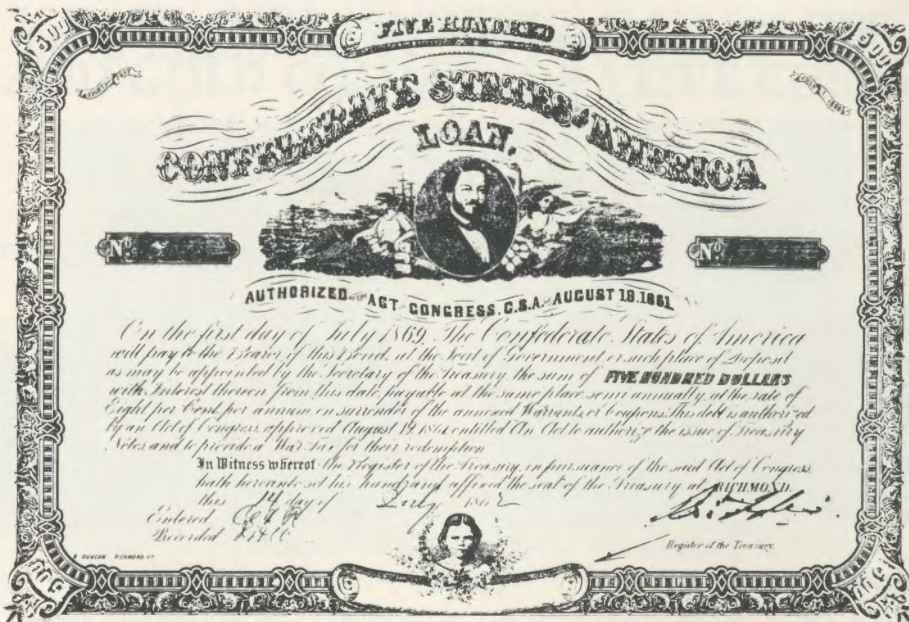 FIVE HUNDRED
CONFEDERATE STATES OF AMERICA
LOAN,
No
No
AUTHORIZED BY ACT OF CONGRESS. C.S.A. AUGUST 19.1861
On the first day of July 1869, The Confederate States of America
will pay to the Bearer of this Bond, at the Seat of Government, or such place of Deposit
as may be appointed by the Secretary of the Treasury, the sum of FIVE HUNDRED DOLLARS
with Interest thereon from this date, payable at the same place, semi annually, at the rate of
Eight per Cent per annum on surrender of the annexed Warrants or Coupons. This debt is authorized
by an Act of Congress approved August 19, 1861 entitled An Act to authorize the issue of Treasury
Notes, and to provide a War Tax for their redemption
In Witness whereof the Register of the Treasury, in pursuance of the said Act of Congress,
hath hereunto set his hand and affixed the seal of the Treasury at RICHMOND,
this 14 day of July 1862
Entered
Recorded
DUNCAN RICHMOND
Register of the Treasury